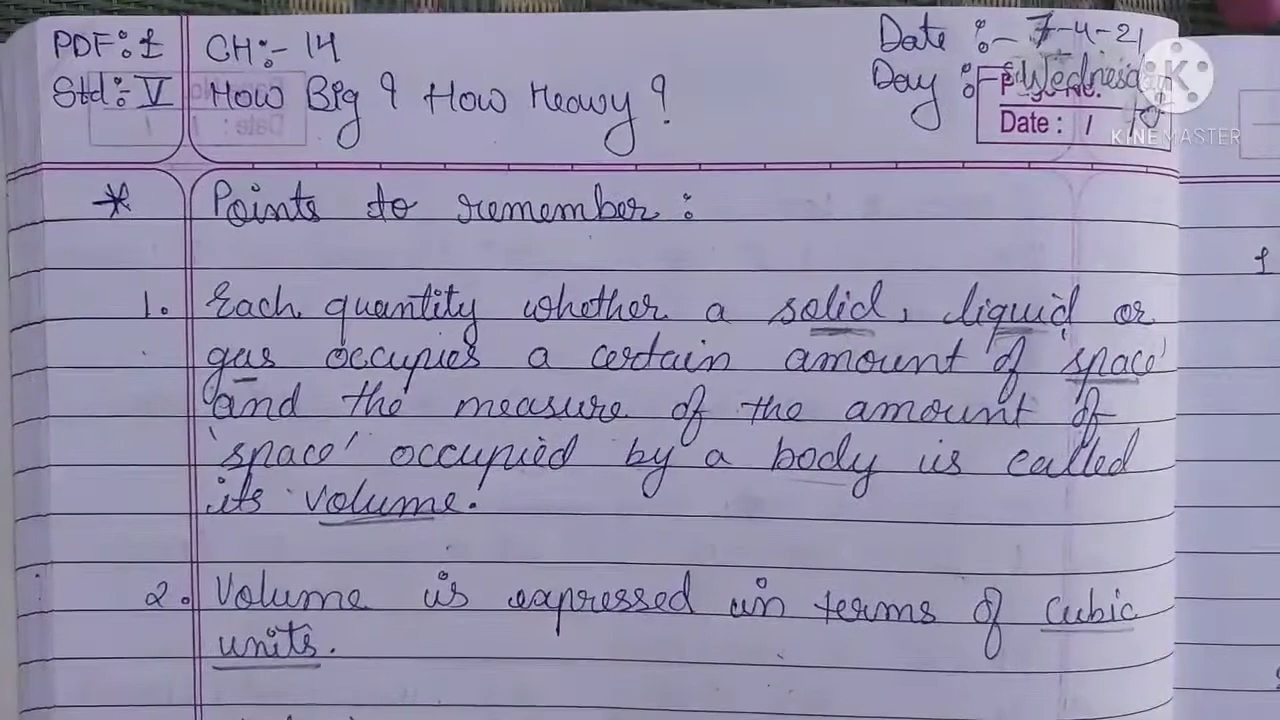 PDF: 1 CH:- 14 Date :- 7-4-21
Std: V How Big ? How Heavy ? Day : Wednesday
Date : / /
KINEMASTER
* Points to remember :
1. Each quantity whether a solid, liquid or
gas occupies a certain amount of 'space'
and the measure of the amount of
'space' occupied by a body is called
its volume.
2. Volume is expressed in terms of cubic
units.